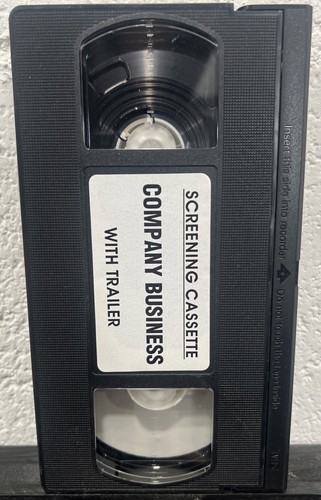 SCREENING CASSETTE
COMPANY BUSINESS
WITH TRAILER
Insert this side into recorder
Do not touch the tape inside